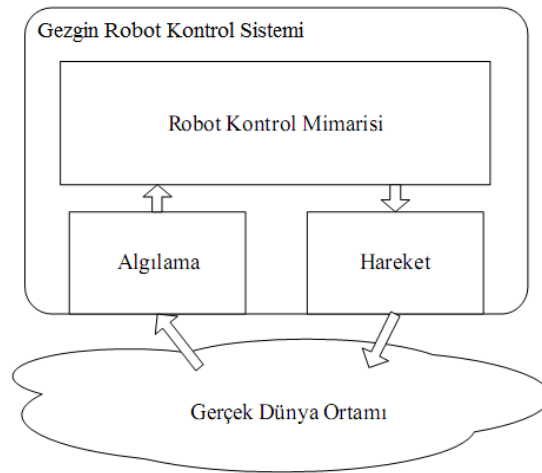 Gezgin Robot Kontrol Sistemi
Robot Kontrol Mimarisi
Algılama
Hareket
Gerçek Dünya Ortamı